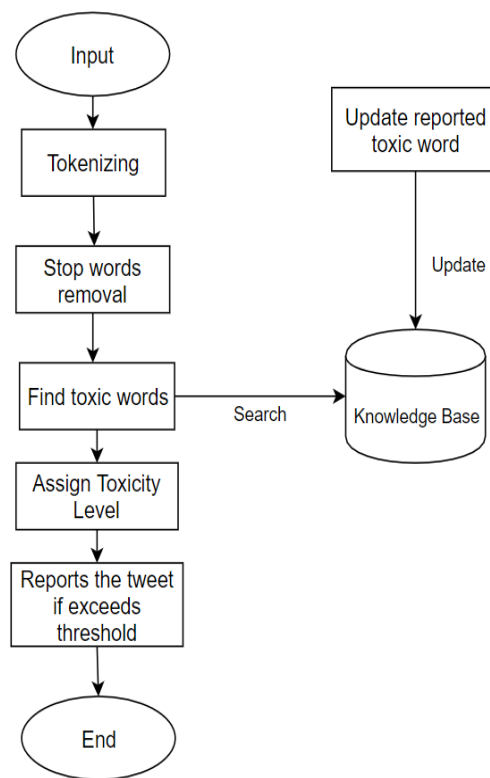 Input
Tokenizing
Stop words
removal
Find toxic words
Assign Toxicity
Level
Reports the tweet
if exceeds
threshold
End
Update reported
toxic word
Update
Search
Knowledge Base